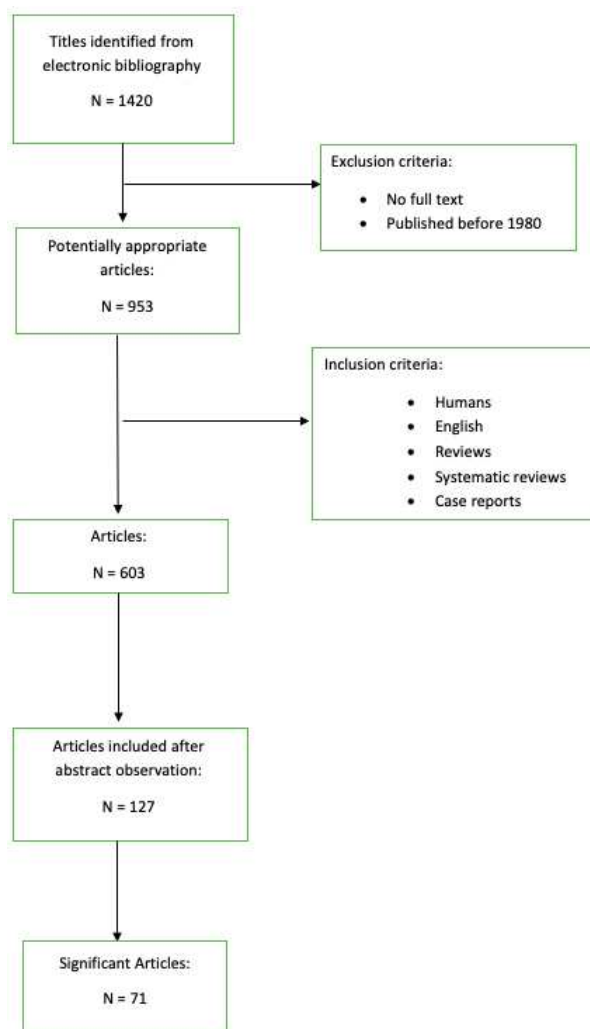 Titles identified from
electronic bibliography
N = 1420
Exclusion criteria:
• No full text
• Published before 1980
Potentially appropriate
articles:
N = 953
Inclusion criteria:
• Humans
• English
• Reviews
• Systematic reviews
• Case reports
Articles:
N = 603
Articles included after
abstract observation:
N = 127
Significant Articles:
N = 71